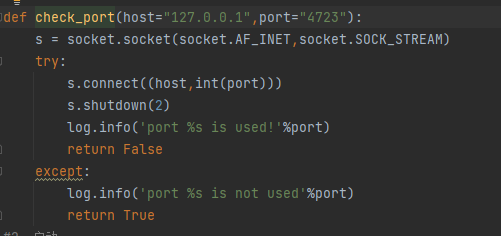 def check_port(host="127.0.0.1",port="4723"):
    s = socket.socket(socket.AF_INET,socket.SOCK_STREAM)
    try:
        s.connect((host,int(port)))
        s.shutdown(2)
        log.info('port %s is used!'%port)
        return False
    except:
        log.info('port %s is not used'%port)
        return True